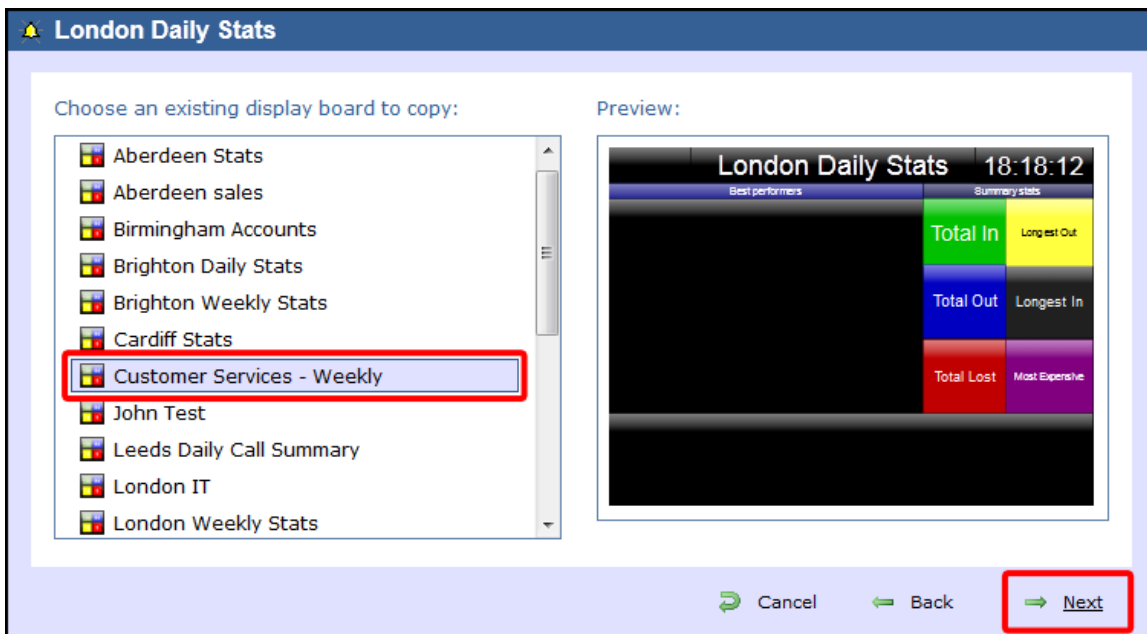 London Daily Stats
Choose an existing display board to copy:
Aberdeen Stats
Aberdeen sales
Birmingham Accounts
Brighton Daily Stats
Brighton Weekly Stats
Cardiff Stats
Customer Services - Weekly
John Test
Leeds Daily Call Summary
London IT
London Weekly Stats
Preview:
London Daily Stats 18:18:12
Best performers Summary stats
Total In Longest Out
Total Out Longest In
Total Lost Most Expensive
Cancel Back Next